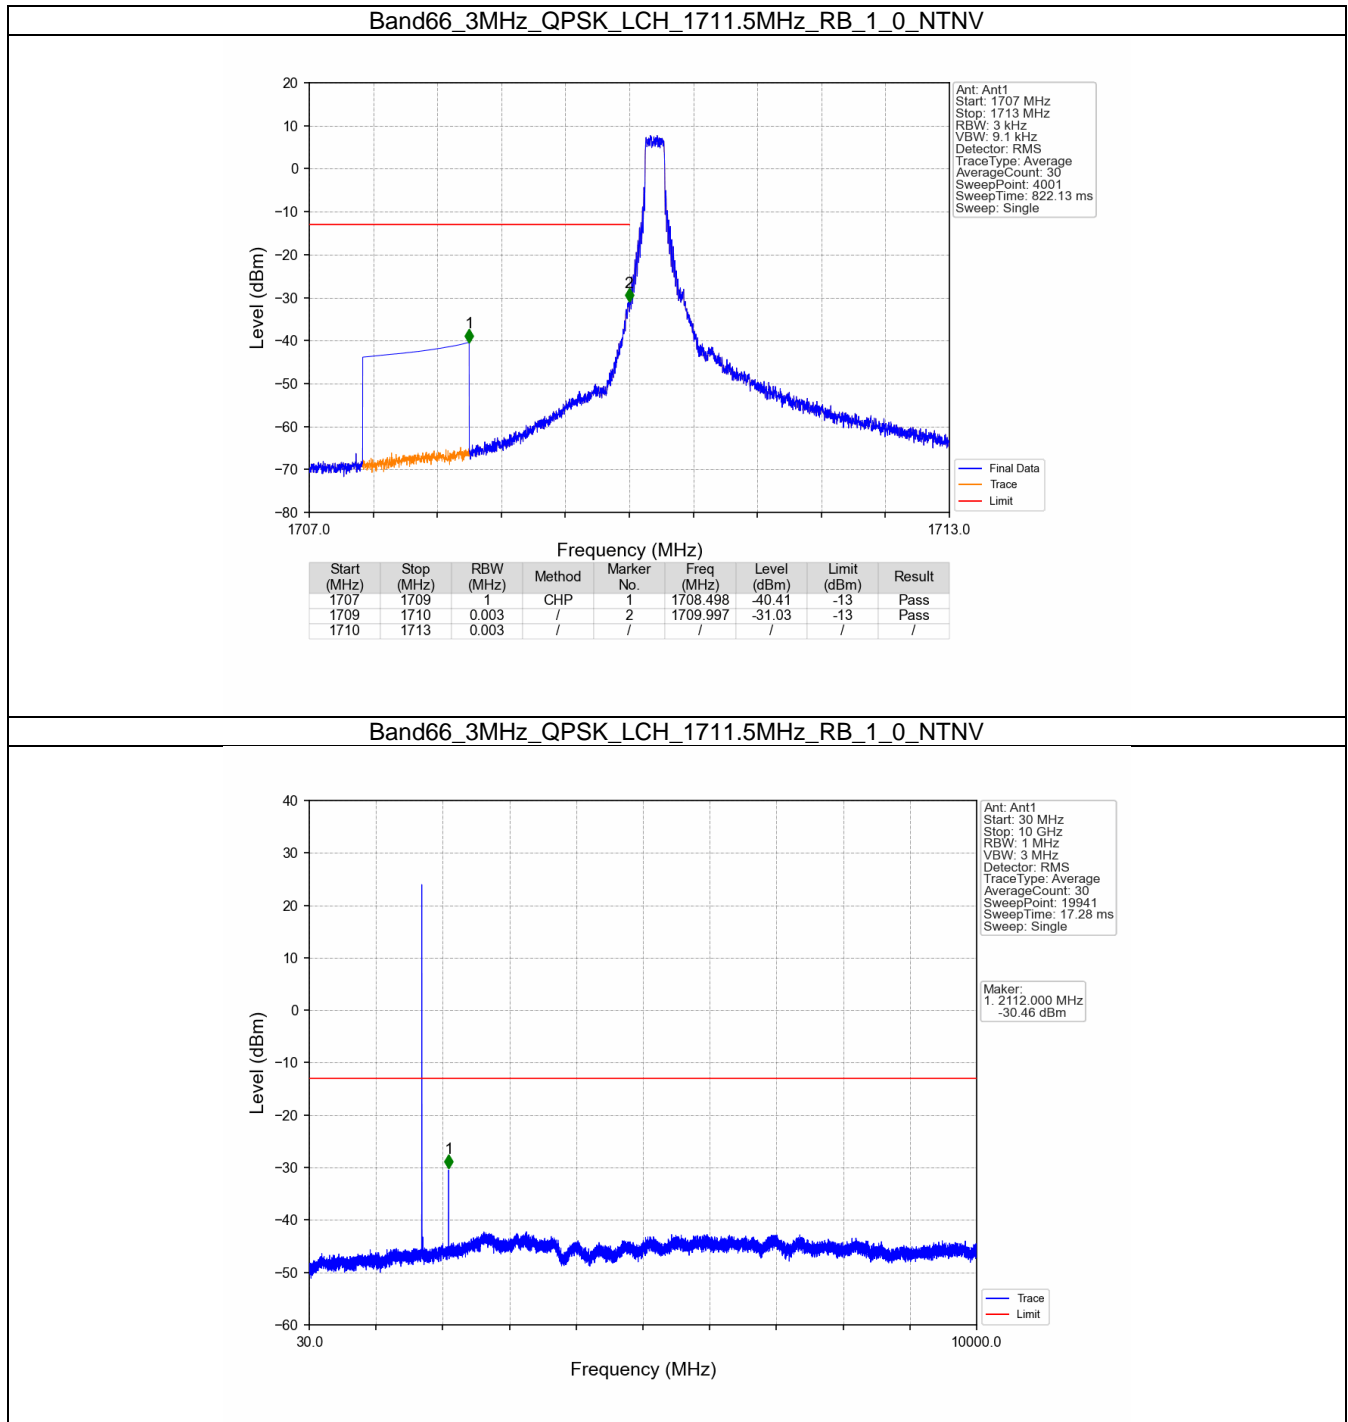 Band66_3MHz_QPSK_LCH_1711.5MHz_RB_1_0_NTNV
20
10
0
−10
−20
−30
−40
−50
−60
−70
−80
Level (dBm)
1
2
1707.0
1713.0
Frequency (MHz)
Ant: Ant1
Start: 1707 MHz
Stop: 1713 MHz
RBW: 3 kHz
VBW: 9.1 kHz
Detector: RMS
TraceType: Average
AverageCount: 30
SweepPoint: 4001
SweepTime: 822.13 ms
Sweep: Single
Final Data
Trace
Limit
Start (MHz) Stop (MHz) RBW (MHz) Method Marker No. Freq (MHz) Level (dBm) Limit (dBm) Result
1707 1709 1 CHP 1 1708.498 -40.41 -13 Pass
1709 1710 0.003 / 2 1709.997 -31.03 -13 Pass
1710 1713 0.003 / / / / / /
Band66_3MHz_QPSK_LCH_1711.5MHz_RB_1_0_NTNV
40
30
20
10
0
−10
−20
−30
−40
−50
−60
Level (dBm)
1
30.0
10000.0
Frequency (MHz)
Ant: Ant1
Start: 30 MHz
Stop: 10 GHz
RBW: 1 MHz
VBW: 3 MHz
Detector: RMS
TraceType: Average
AverageCount: 30
SweepPoint: 19941
SweepTime: 17.28 ms
Sweep: Single
Maker:
1. 2112.000 MHz
-30.46 dBm
Trace
Limit